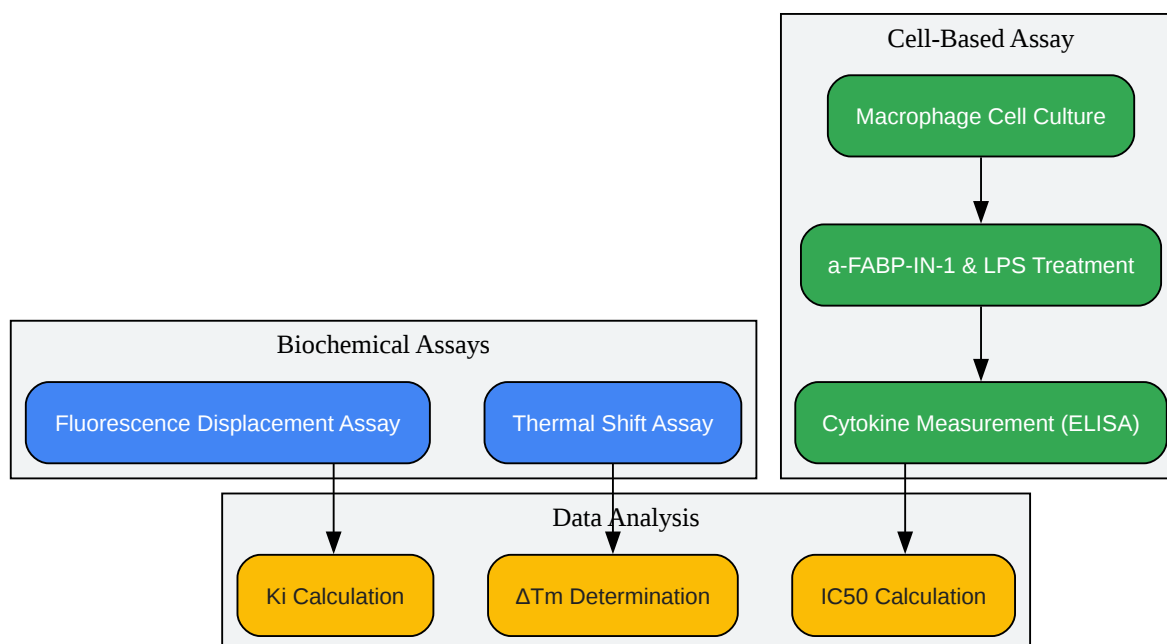 Cell-Based Assay
Macrophage Cell Culture
a-FABP-IN-1 & LPS Treatment
Cytokine Measurement (ELISA)
Biochemical Assays
Fluorescence Displacement Assay
Thermal Shift Assay
Data Analysis
Ki Calculation
ΔTm Determination
IC50 Calculation